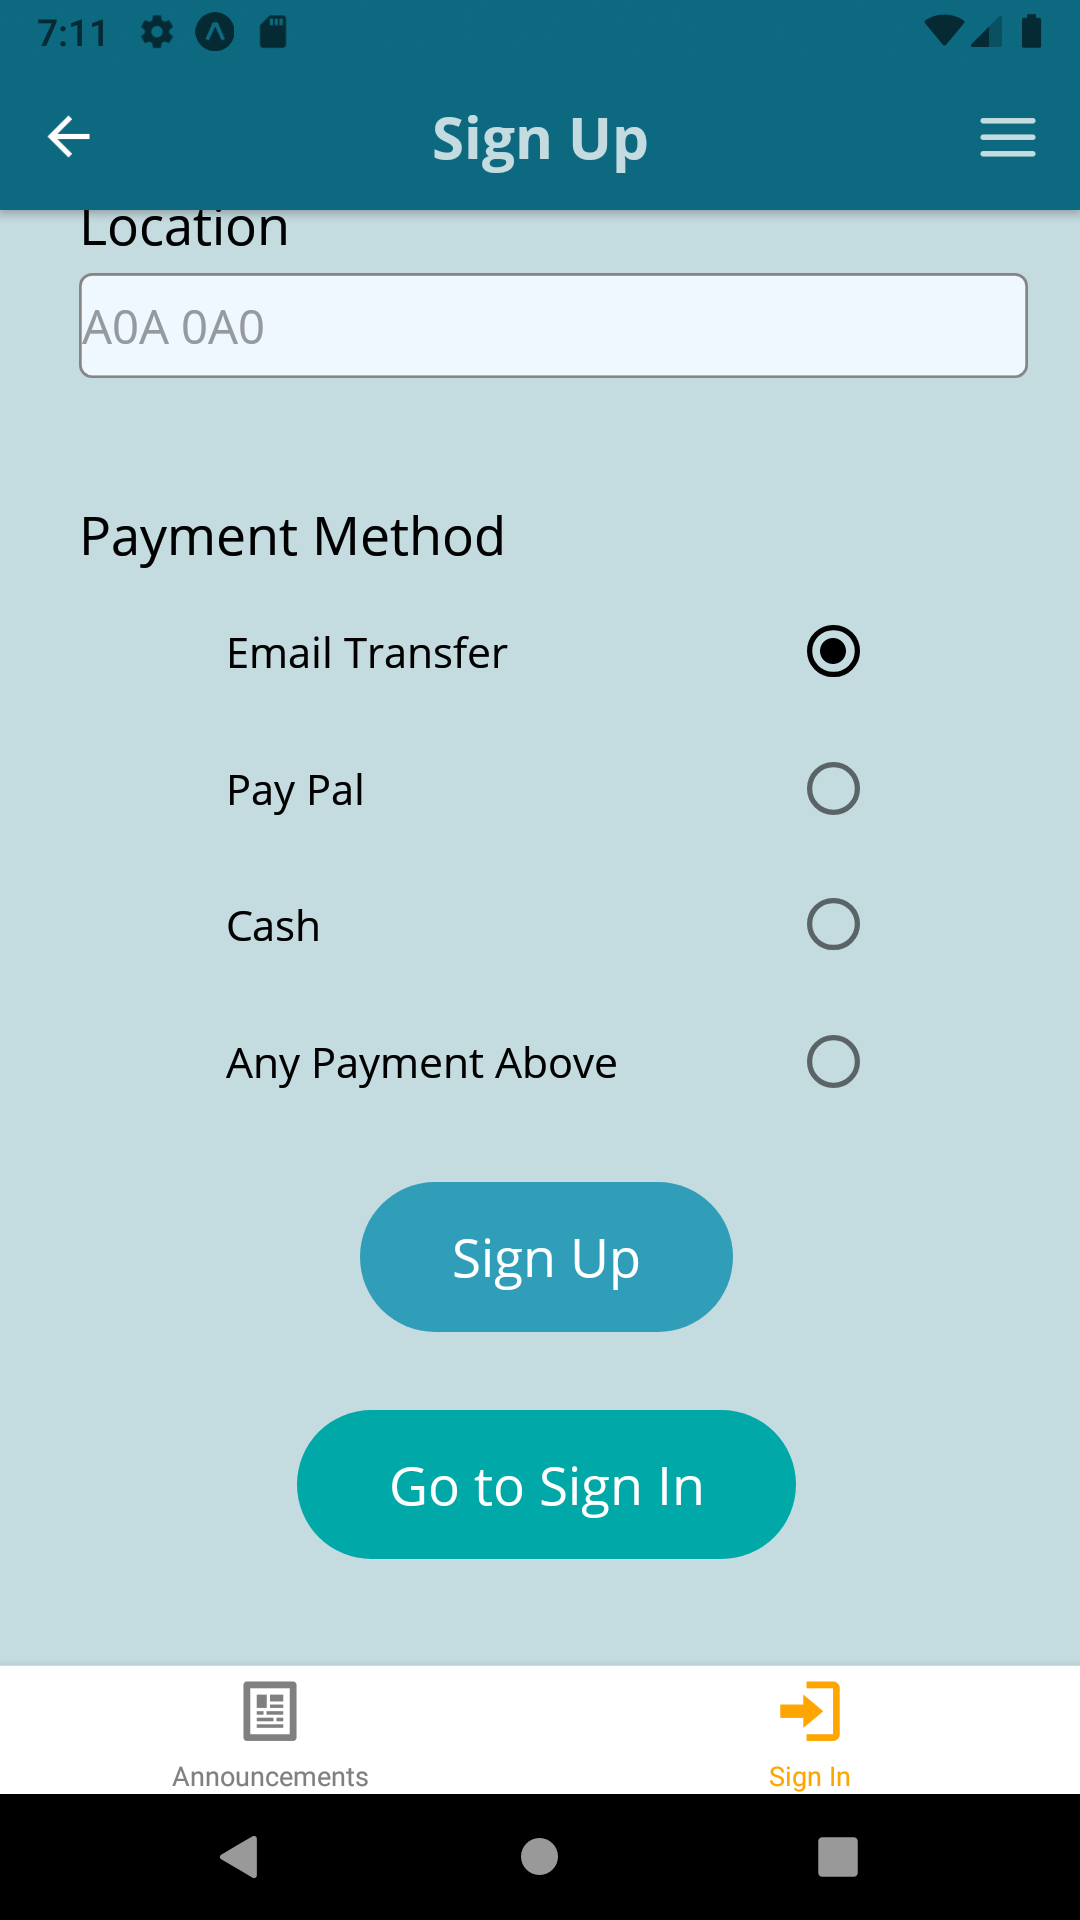 7:11
Sign Up
Location
A0A 0A0
Payment Method
Email Transfer
Pay Pal
Cash
Any Payment Above
Sign Up
Go to Sign In
Announcements
Sign In